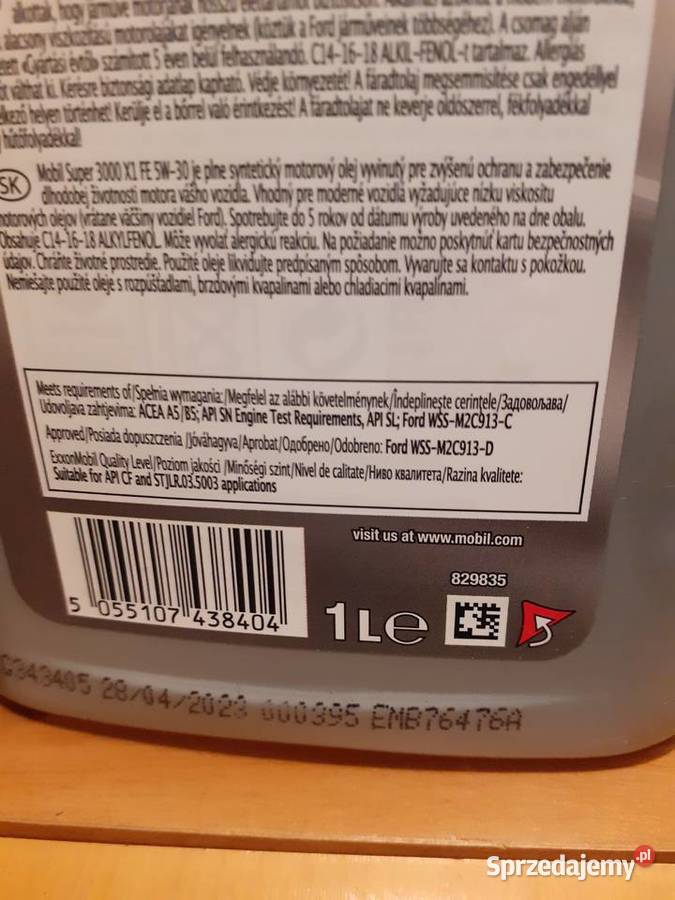 alkottak, hogy járműve motorjának hosszú élettartamot biztosítson.
alacsony viszkozitású motorolajakat igényelnek (köztük a Ford járműveinek többségéhez). A csomag alján
«Gyártási évtől» számított 5 éven belül felhasználandó. C14-16-18 ALKIL-FENOL-t tartalmaz. Allergiás
válthat ki. Kérésre biztonsági adatlap kapható. Védje környezetét! A fáradtolaj megsemmisítése csak engedéllyel
helyen történhet! Kerülje el a bőrrel való érintkezést! A fáradtolajat ne keverje oldószerrel, fékfolyadékkal
hűtőfolyadékkal!
SK Mobil Super 3000 X1 FE 5W-30 je plne syntetický motorový olej vyvinutý pre zvýšenú ochranu a zabezpečenie
dlhodobej životnosti motora vášho vozidla. Vhodný pre moderné vozidlá vyžadujúce nízku viskositu
motorových olejov (vrátane väčšiny vozidiel Ford). Spotrebujte do 5 rokov od dátumu výroby uvedeného na dne obalu.
Obsahuje C14-16-18 ALKYLFENOL. Môže vyvolať alergickú reakciu. Na požiadanie možno poskytnúť kartu bezpečnostných
údajov. Chráňte životné prostredie. Použité oleje likvidujte predpísaným spôsobom. Vyvarujte sa kontaktu s pokožkou.
Nemiešajte použité oleje s rozpúšťadlami, brzdovými kvapalinami alebo chladiacimi kvapalinami.
Meets requirements of/Spełnia wymagania:/Megfelel az alábbi követelménynek/Îndeplinește cerințele/Задовољава/
Udovoljava zahtjevima: ACEA A5/B5; API SN Engine Test Requirements, API SL; Ford WSS-M2C913-C
Approved/Posiada dopuszczenia /Jóváhagyva/Aprobat/Одобрено/Odobreno: Ford WSS-M2C913-D
ExxonMobil Quality Level/Poziom jakości /Minőségi szint/Nivel de calitate/Ниво квалитета/Razina kvalitete:
Suitable for API CF and STJLR.03.5003 applications
visit us at www.mobil.com
829835
5 055107 438404
1L e
C343405 28/04/2023 000395 EMB76476A
Sprzedajemy.pl